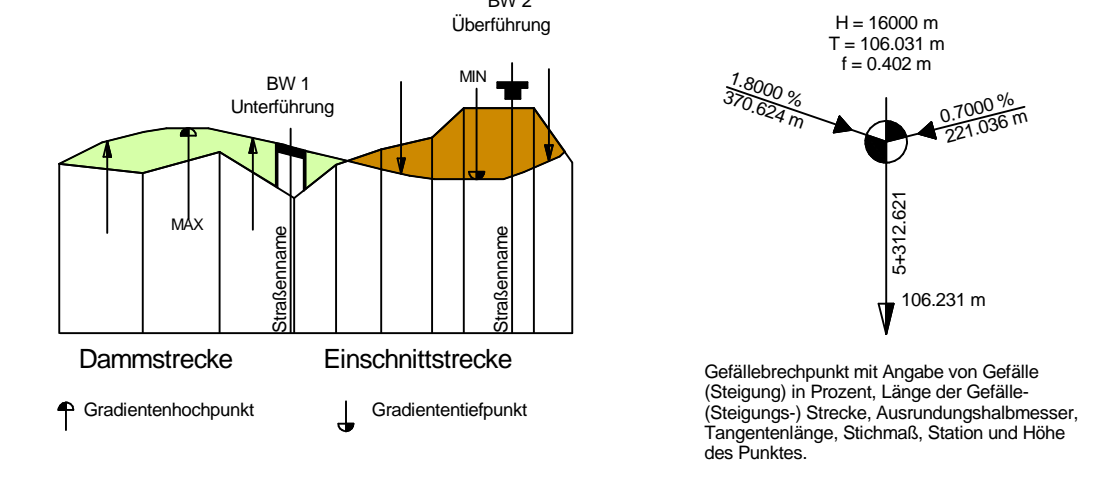 BW 2
Überführung
BW 1
Unterführung
MIN
MAX
Straßenname
Straßenname
Dammstrecke
Einschnittstrecke
Gradientenhochpunkt
Gradiententiefpunkt
H = 16000 m
T = 106.031 m
f = 0.402 m
1.8000 %
370.624 m
0.7000 %
221.036 m
5+312.621
106.231 m
Gefällebrechpunkt mit Angabe von Gefälle
(Steigung) in Prozent, Länge der Gefälle-
(Steigungs-) Strecke, Ausrundungshalbmesser,
Tangentenlänge, Stichmaß, Station und Höhe
des Punktes.